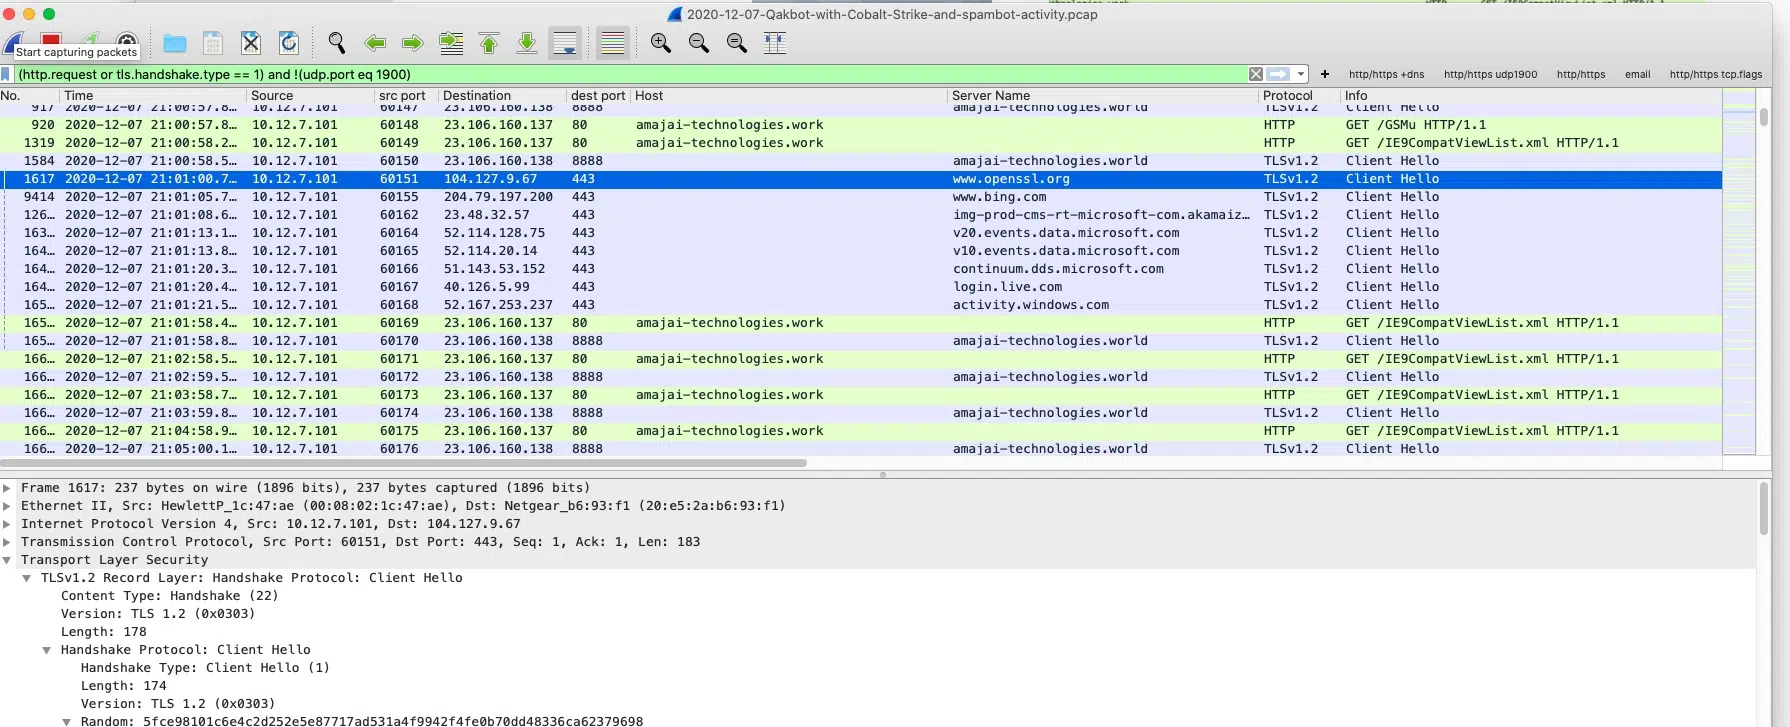 2020-12-07-Qakbot-with-Cobalt-Strike-and-spambot-activity.pcap
Start capturing packets
(http.request or tls.handshake.type == 1) and !(udp.port eq 1900)
+ http/https +dns http/https udp1900 http/https email http/https tcp.flags
No. Time Source src port Destination dest port Host Server Name Protocol Info
917 2020-12-07 21:00:57.8… 10.12.7.101 60147 23.106.160.138 8888 amajai-technologies.world TLSv1.2 Client Hello
920 2020-12-07 21:00:57.8… 10.12.7.101 60148 23.106.160.137 80 amajai-technologies.work HTTP GET /GSMu HTTP/1.1
1319 2020-12-07 21:00:58.2… 10.12.7.101 60149 23.106.160.137 80 amajai-technologies.work HTTP GET /IE9CompatViewList.xml HTTP/1.1
1584 2020-12-07 21:00:58.5… 10.12.7.101 60150 23.106.160.138 8888 amajai-technologies.world TLSv1.2 Client Hello
1617 2020-12-07 21:01:00.7… 10.12.7.101 60151 104.127.9.67 443 www.openssl.org TLSv1.2 Client Hello
9414 2020-12-07 21:01:05.7… 10.12.7.101 60155 204.79.197.200 443 www.bing.com TLSv1.2 Client Hello
126… 2020-12-07 21:01:08.6… 10.12.7.101 60162 23.48.32.57 443 img-prod-cms-rt-microsoft-com.akamaiz… TLSv1.2 Client Hello
163… 2020-12-07 21:01:13.1… 10.12.7.101 60164 52.114.128.75 443 v20.events.data.microsoft.com TLSv1.2 Client Hello
164… 2020-12-07 21:01:13.8… 10.12.7.101 60165 52.114.20.14 443 v10.events.data.microsoft.com TLSv1.2 Client Hello
164… 2020-12-07 21:01:20.3… 10.12.7.101 60166 51.143.53.152 443 continuum.dds.microsoft.com TLSv1.2 Client Hello
164… 2020-12-07 21:01:20.4… 10.12.7.101 60167 40.126.5.99 443 login.live.com TLSv1.2 Client Hello
165… 2020-12-07 21:01:21.5… 10.12.7.101 60168 52.167.253.237 443 activity.windows.com TLSv1.2 Client Hello
165… 2020-12-07 21:01:58.4… 10.12.7.101 60169 23.106.160.137 80 amajai-technologies.work HTTP GET /IE9CompatViewList.xml HTTP/1.1
165… 2020-12-07 21:01:58.8… 10.12.7.101 60170 23.106.160.138 8888 amajai-technologies.world TLSv1.2 Client Hello
166… 2020-12-07 21:02:58.5… 10.12.7.101 60171 23.106.160.137 80 amajai-technologies.work HTTP GET /IE9CompatViewList.xml HTTP/1.1
166… 2020-12-07 21:02:59.5… 10.12.7.101 60172 23.106.160.138 8888 amajai-technologies.world TLSv1.2 Client Hello
166… 2020-12-07 21:03:58.7… 10.12.7.101 60173 23.106.160.137 80 amajai-technologies.work HTTP GET /IE9CompatViewList.xml HTTP/1.1
166… 2020-12-07 21:03:59.8… 10.12.7.101 60174 23.106.160.138 8888 amajai-technologies.world TLSv1.2 Client Hello
166… 2020-12-07 21:04:58.9… 10.12.7.101 60175 23.106.160.137 80 amajai-technologies.work HTTP GET /IE9CompatViewList.xml HTTP/1.1
166… 2020-12-07 21:05:00.1… 10.12.7.101 60176 23.106.160.138 8888 amajai-technologies.world TLSv1.2 Client Hello
Frame 1617: 237 bytes on wire (1896 bits), 237 bytes captured (1896 bits)
Ethernet II, Src: HewlettP_1c:47:ae (00:08:02:1c:47:ae), Dst: Netgear_b6:93:f1 (20:e5:2a:b6:93:f1)
Internet Protocol Version 4, Src: 10.12.7.101, Dst: 104.127.9.67
Transmission Control Protocol, Src Port: 60151, Dst Port: 443, Seq: 1, Ack: 1, Len: 183
Transport Layer Security
TLSv1.2 Record Layer: Handshake Protocol: Client Hello
Content Type: Handshake (22)
Version: TLS 1.2 (0x0303)
Length: 178
Handshake Protocol: Client Hello
Handshake Type: Client Hello (1)
Length: 174
Version: TLS 1.2 (0x0303)
Random: 5fce98101c6e4c2d252e5e87717ad531a4f9942f4fe0b70dd48336ca62379698